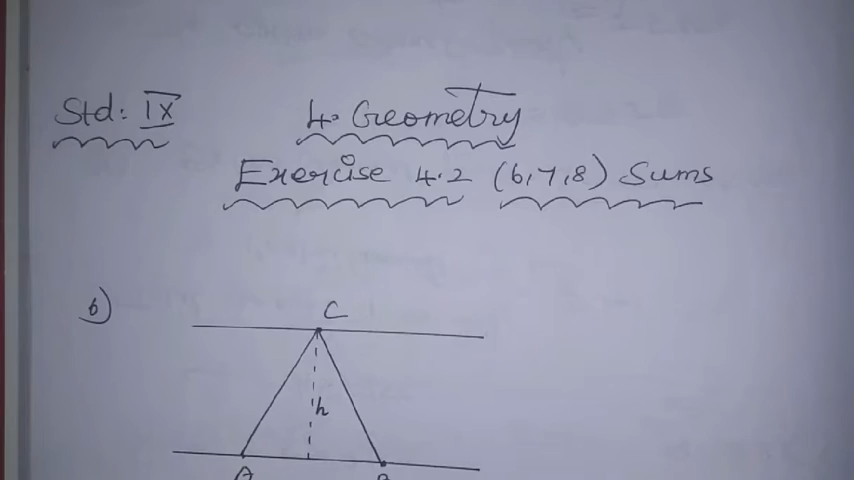 Std: IX
4. Geometry
Exercise 4.2 (6,7,8) Sums
6)
C
h
A